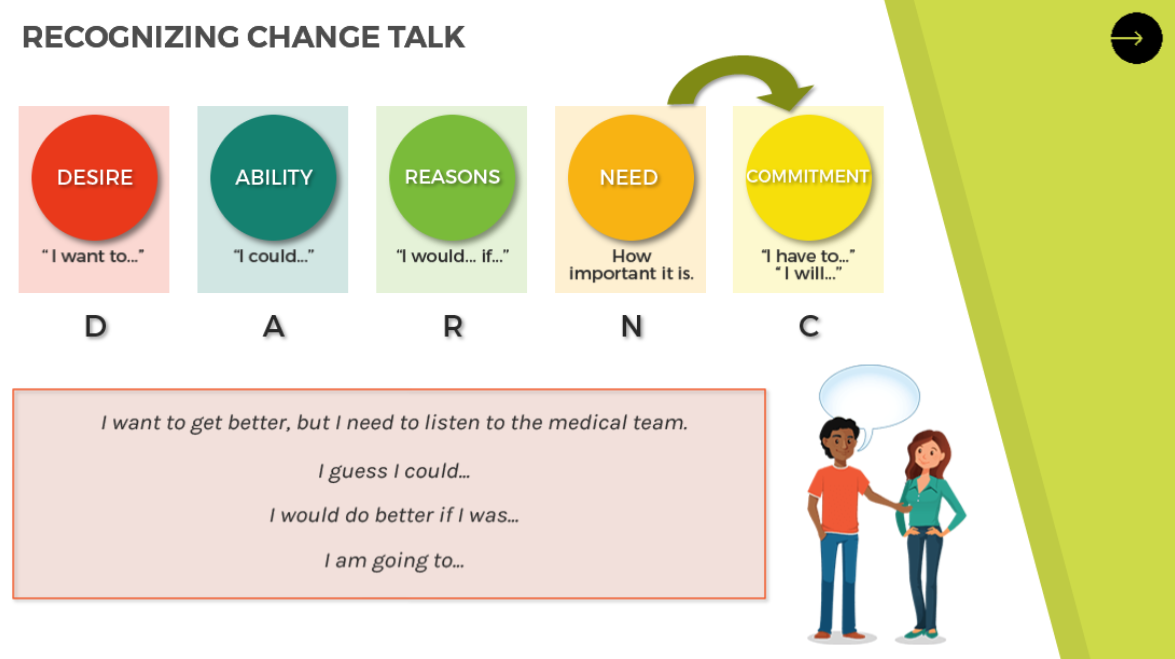 RECOGNIZING CHANGE TALK
DESIRE
“ I want to...”
ABILITY
“I could...”
REASONS
“I would... if...”
NEED
How
important it is.
COMMITMENT
“I have to...”
“ I will...”
D
A
R
N
C
I want to get better, but I need to listen to the medical team.
I guess I could...
I would do better if I was...
I am going to...